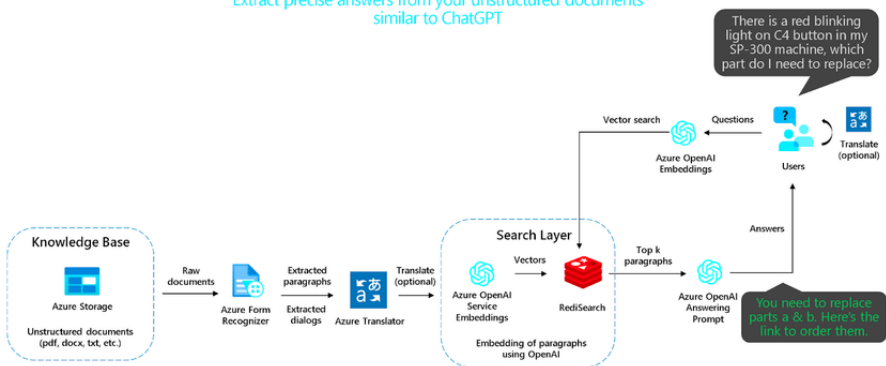 Extract precise answers from your unstructured documents
similar to ChatGPT
There is a red blinking
light on C4 button in my
SP-300 machine, which
part do I need to replace?
Vector search
Questions
?
a あ
Translate
(optional)
Azure OpenAI
Embeddings
Users
Knowledge Base
Search Layer
Answers
Raw
documents
Extracted
paragraphs
Translate
(optional)
Vectors
Top k
paragraphs
Azure Storage
Extracted
dialogs
あ
a
Azure Form
Recognizer
Azure Translator
Azure OpenAI
Service
Embeddings
RediSearch
Azure OpenAI
Answering
Prompt
You need to replace
parts a & b. Here's the
link to order them.
Unstructured documents
(pdf, docx, txt, etc.)
Embedding of paragraphs
using OpenAI